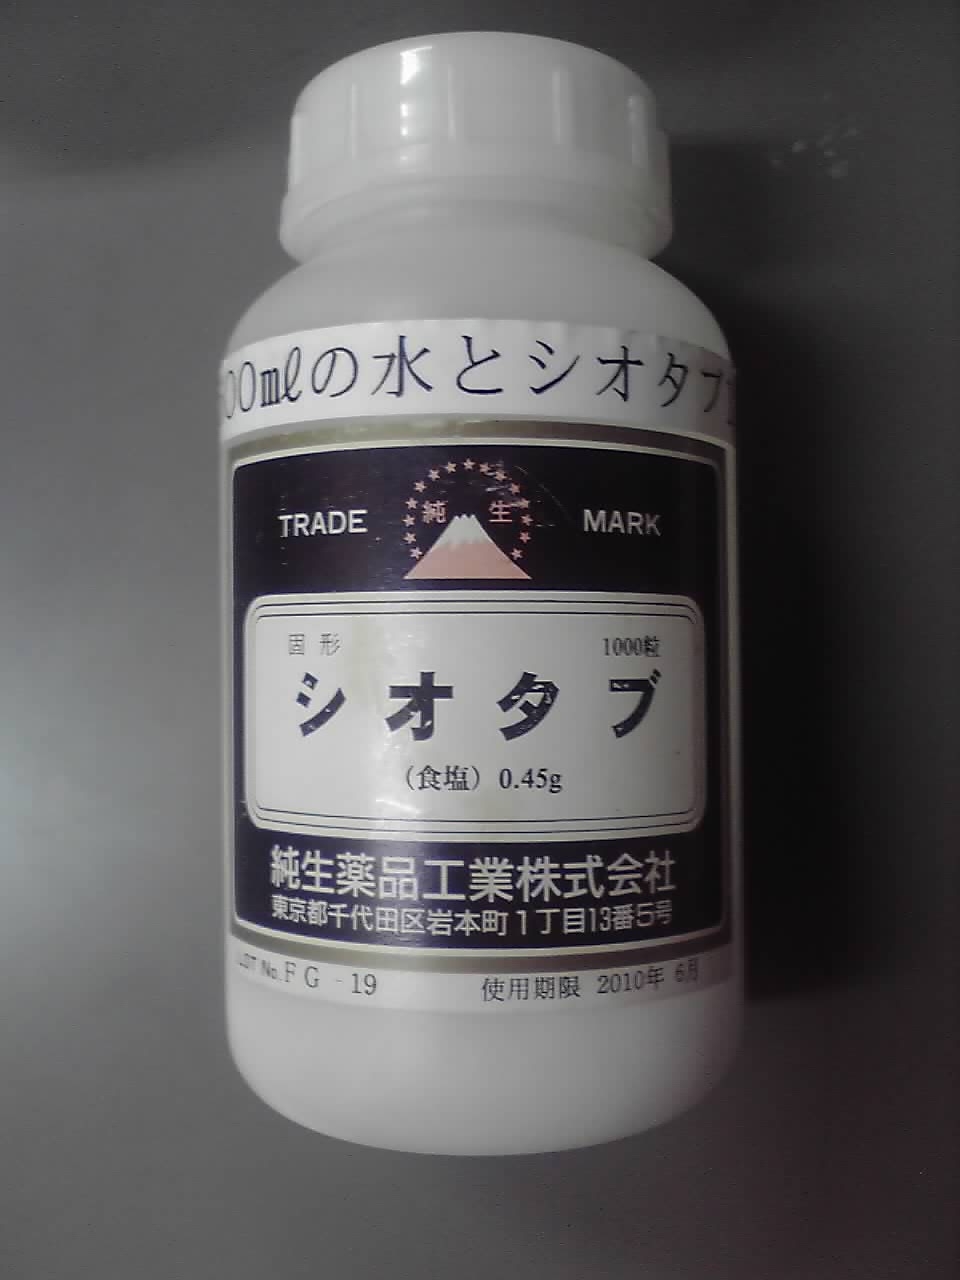 00mlの水とシオタブ
TRADE 純生 MARK
固形 1000粒
シオタブ
(食塩) 0.45g
純生薬品工業株式会社
東京都千代田区岩本町1丁目13番5号
LOT No. FG-19 使用期限 2010年 6月